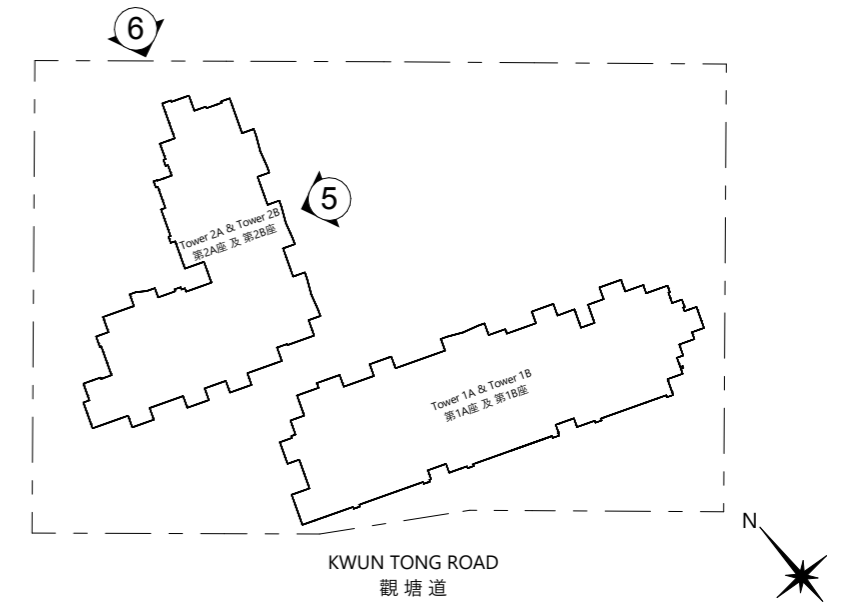 6
5
Tower 2A & Tower 2B
第2A座 及 第2B座
Tower 1A & Tower 1B
第1A座 及 第1B座
N
KWUN TONG ROAD
觀 塘 道